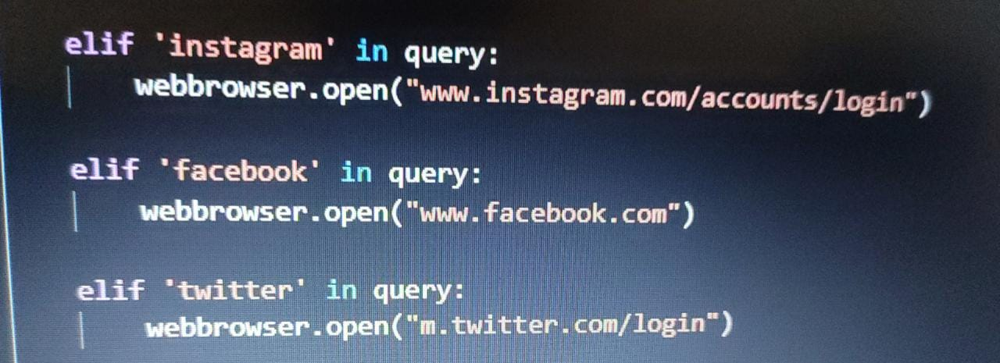 elif 'instagram' in query:
webbrowser.open("www.instagram.com/accounts/login")
elif 'facebook' in query:
webbrowser.open("www.facebook.com")
elif 'twitter' in query:
webbrowser.open("m.twitter.com/login")